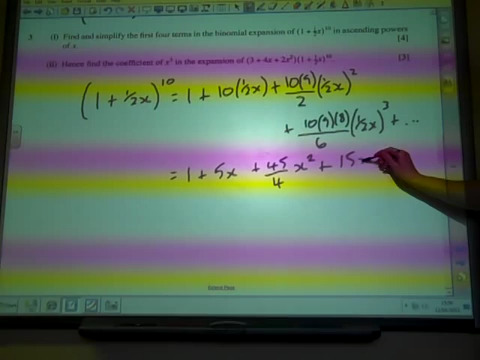 3 (i) Find and simplify the first four terms in the binomial expansion of (1 + ½x)¹⁰ in ascending powers
of x. [4]
(ii) Hence find the coefficient of x³ in the expansion of (3 + 4x + 2x²)(1 + ½x)¹⁰. [3]
(1 + ½x)¹⁰ = 1 + 10(½x) + 10(9)/2 (½x)²
+ 10(9)(8)/6 (½x)³ + ...
= 1 + 5x + 45/4 x² + 15